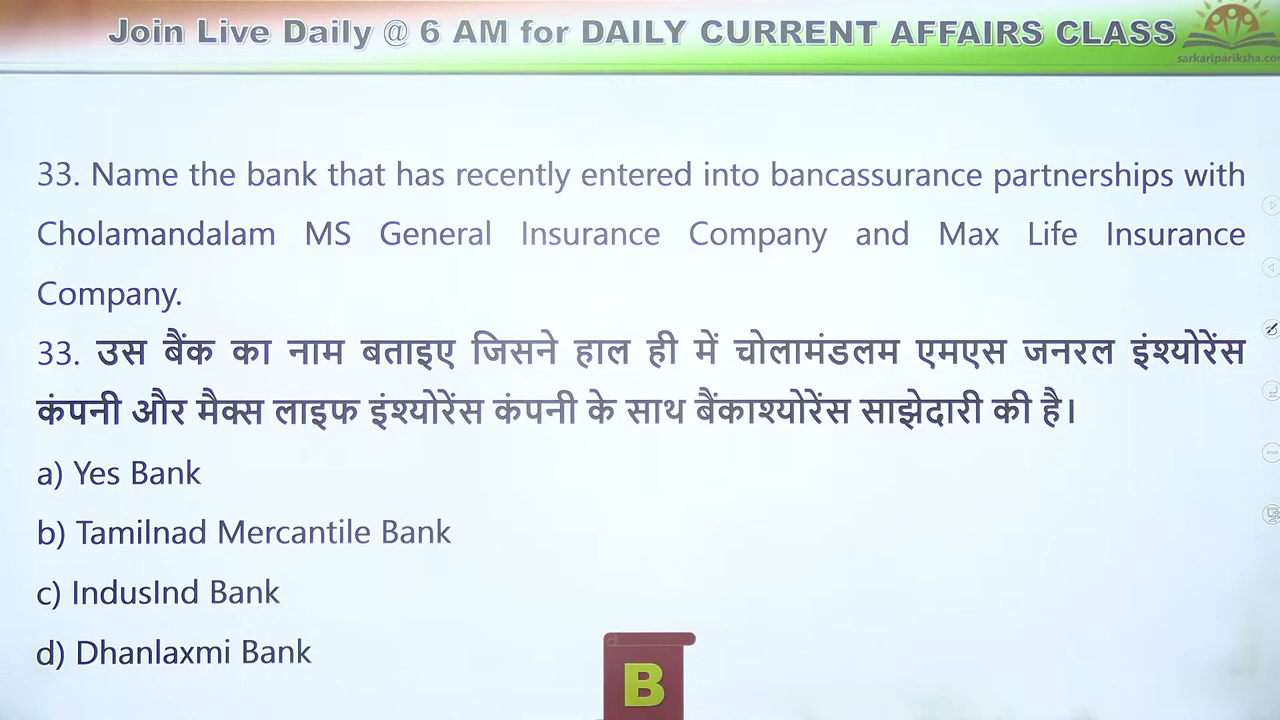 Join Live Daily @ 6 AM for DAILY CURRENT AFFAIRS CLASS
sarkaripariksha.com
33. Name the bank that has recently entered into bancassurance partnerships with
Cholamandalam MS General Insurance Company and Max Life Insurance
Company.
33. उस बैंक का नाम बताइए जिसने हाल ही में चोलामंडलम एमएस जनरल इंश्योरेंस
कंपनी और मैक्स लाइफ इंश्योरेंस कंपनी के साथ बैंकाश्योरेंस साझेदारी की है।
a) Yes Bank
b) Tamilnad Mercantile Bank
c) IndusInd Bank
d) Dhanlaxmi Bank
B